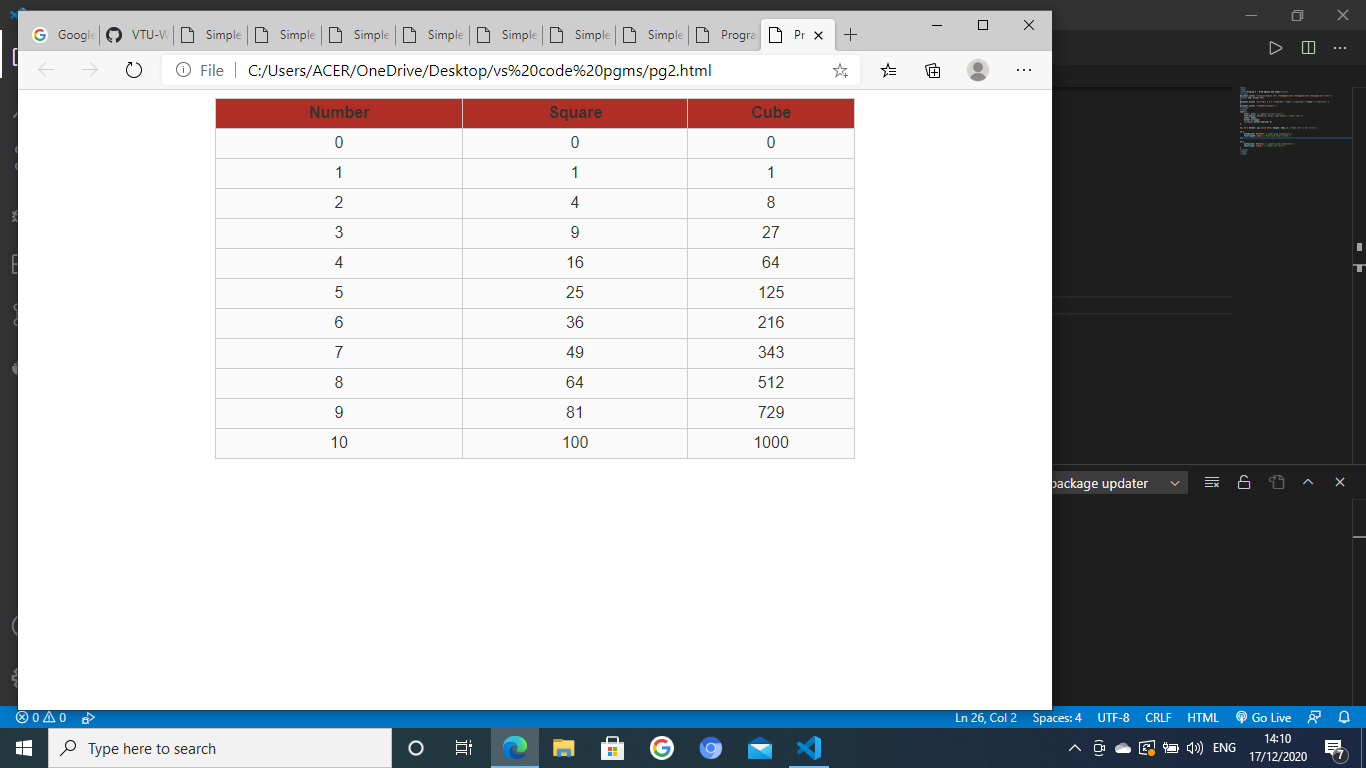 Google
VTU-W
Simple
Simple
Simple
Simple
Simple
Simple
Simple
Progra
Pr
File
C:/Users/ACER/OneDrive/Desktop/vs%20code%20pgms/pg2.html
Number Square Cube
0 0 0
1 1 1
2 4 8
3 9 27
4 16 64
5 25 125
6 36 216
7 49 343
8 64 512
9 81 729
10 100 1000
package updater
0 0
Ln 26, Col 2 Spaces: 4 UTF-8 CRLF HTML Go Live
Type here to search
ENG
14:10
17/12/2020
7